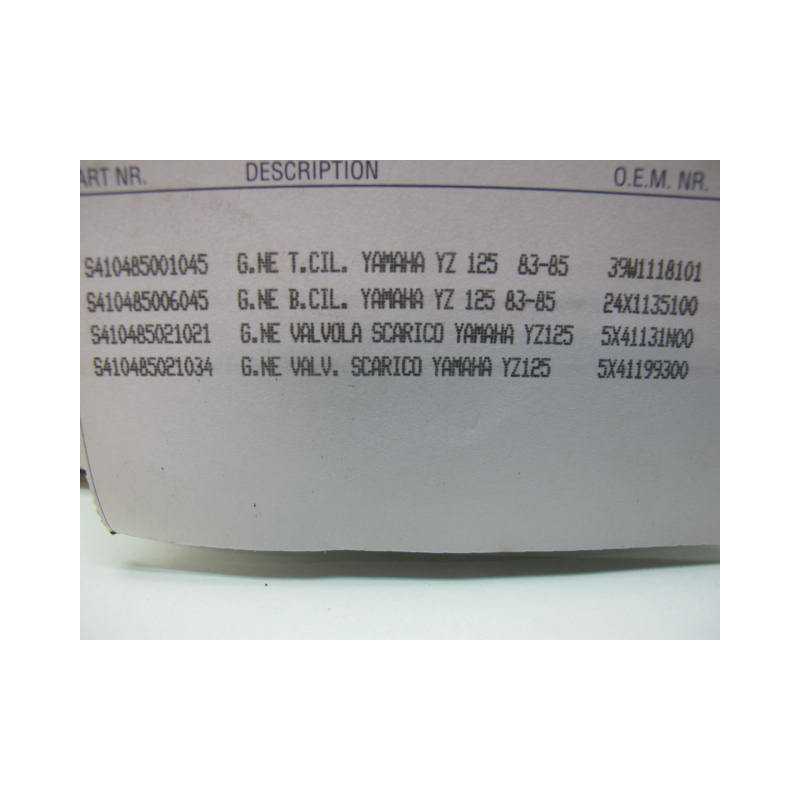 ART NR. DESCRIPTION O.E.M. NR.
S410485001045 G.NE T.CIL. YAMAHA YZ 125 83-85 39W1118101
S410485006045 G.NE B.CIL. YAMAHA YZ 125 83-85 24X1135100
S410485021021 G.NE VALVOLA SCARICO YAMAHA YZ125 5X41131N00
S410485021034 G.NE VALV. SCARICO YAMAHA YZ125 5X41199300